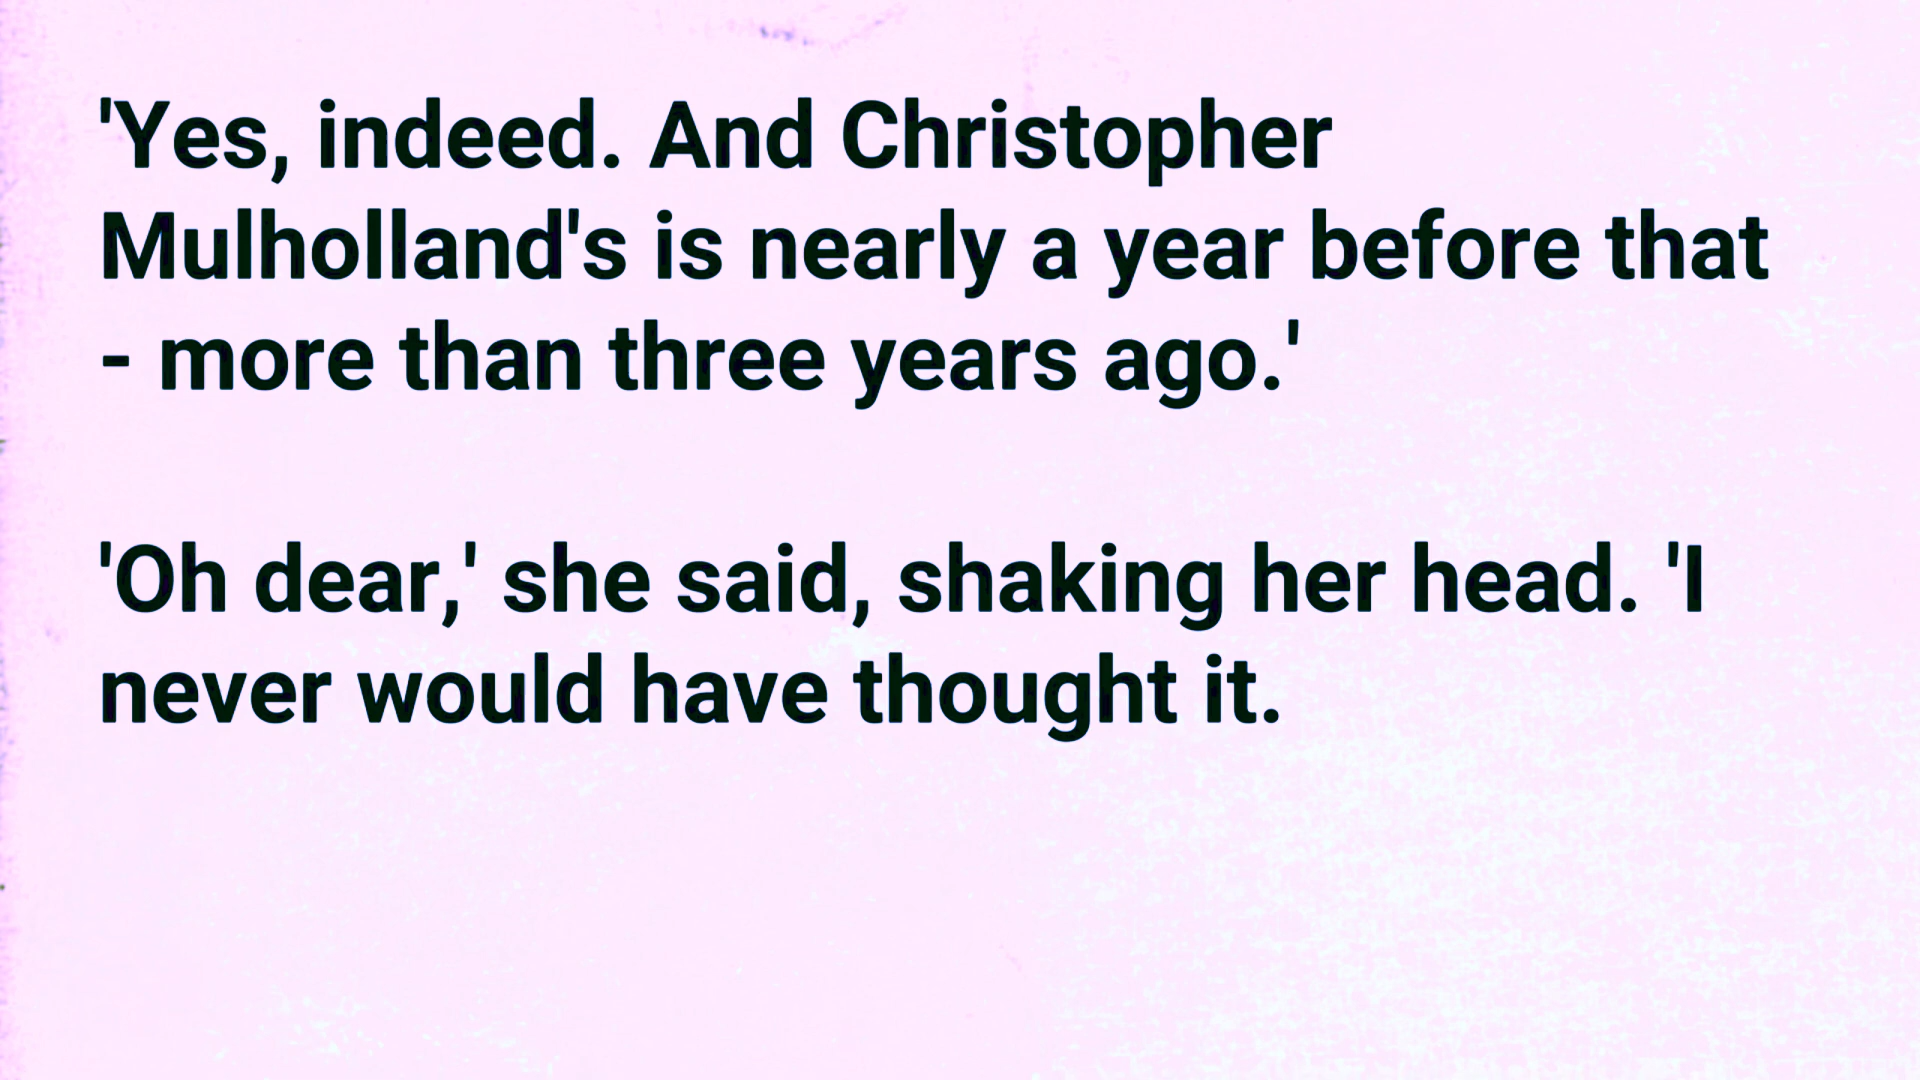 'Yes, indeed. And Christopher
Mulholland's is nearly a year before that
- more than three years ago.'
'Oh dear,' she said, shaking her head. 'I
never would have thought it.